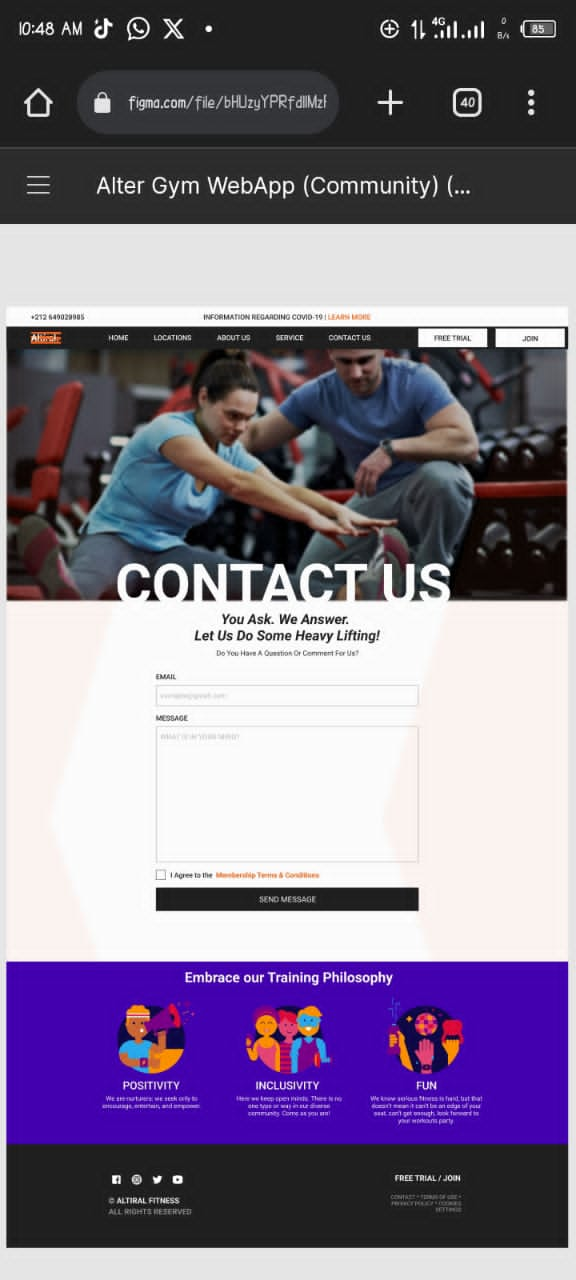 10:48 AM
4G
0
B/s
85
figma.com/file/bHUzyYPRfdllMzF
40
Alter Gym WebApp (Community) (...
+212 649028985
INFORMATION REGARDING COVID-19 | LEARN MORE
Altiral
HOME LOCATIONS ABOUT US SERVICE CONTACT US FREE TRIAL JOIN
CONTACT US
You Ask. We Answer.
Let Us Do Some Heavy Lifting!
Do You Have A Question Or Comment For Us?
EMAIL
example@gmail.com
MESSAGE
WHAT IS IN YOUR MIND?
I Agree to the Membership Terms & Conditions
SEND MESSAGE
Embrace our Training Philosophy
POSITIVITY
We are nurturers: we seek only to
encourage, entertain, and empower.
INCLUSIVITY
Here we keep open minds. There is no
one type or way in our diverse
community. Come as you are!
FUN
We know serious fitness is hard, but that
doesn't mean it can't be an edge of your
seat, can't get enough, look forward to
your workouts party.
© ALTIRAL FITNESS
ALL RIGHTS RESERVED
FREE TRIAL / JOIN
CONTACT • TERMS OF USE •
PRIVACY POLICY • COOKIES
SETTINGS